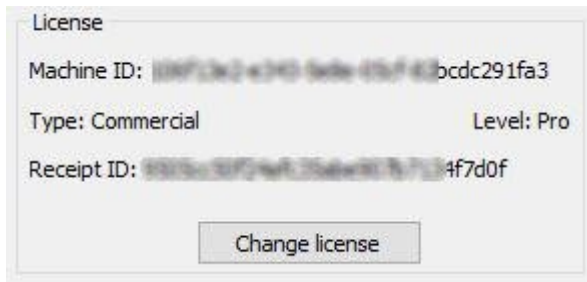 License
Machine ID: bcdc291fa3
Type: Commercial Level: Pro
Receipt ID: 4f7d0f
Change license